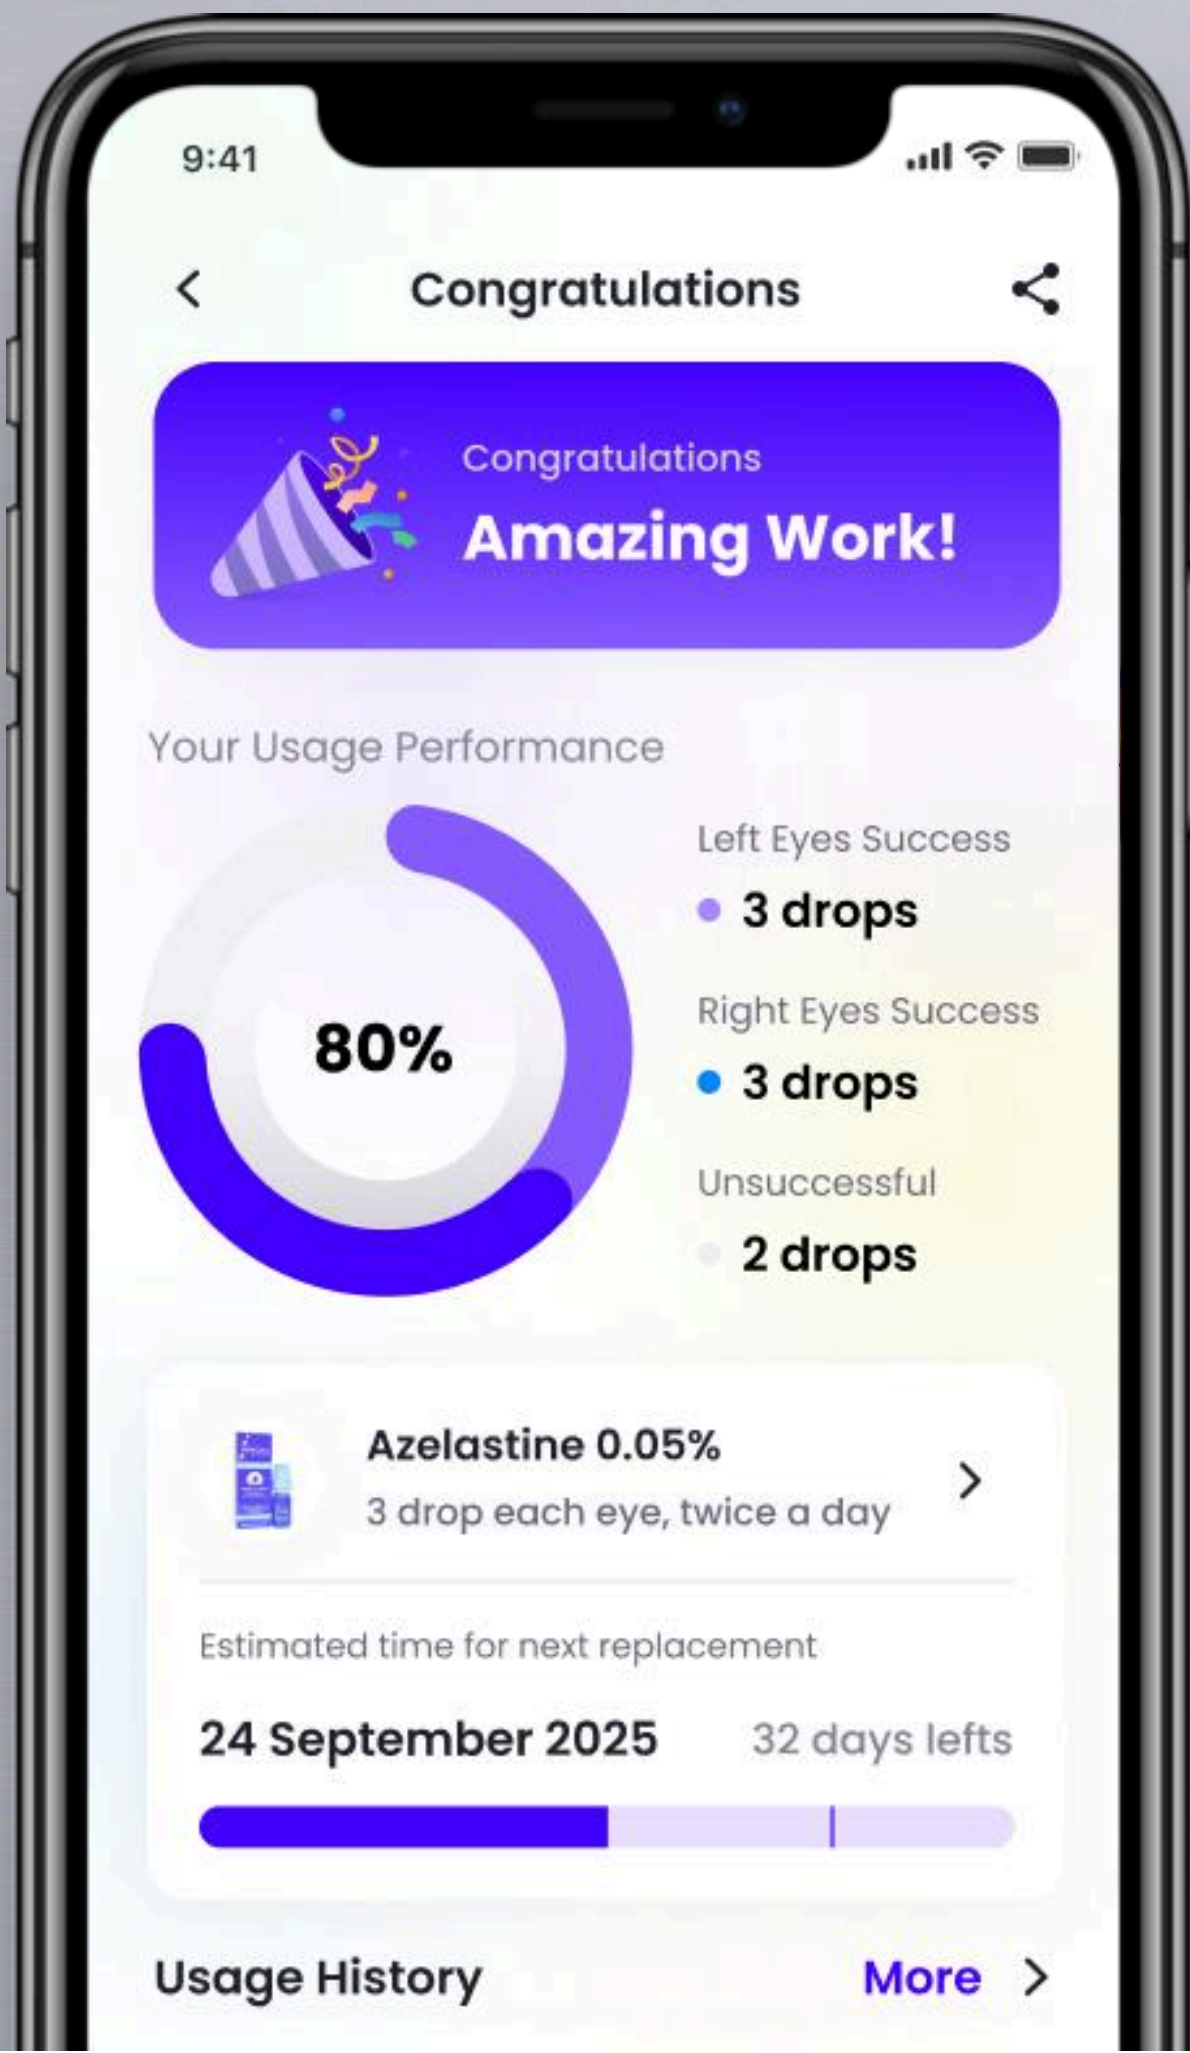 9:41
Congratulations
Congratulations
Amazing Work!
Your Usage Performance
80%
Left Eyes Success
3 drops
Right Eyes Success
3 drops
Unsuccessful
2 drops
Azelastine 0.05%
3 drop each eye, twice a day
Estimated time for next replacement
24 September 2025
32 days lefts
Usage History
More